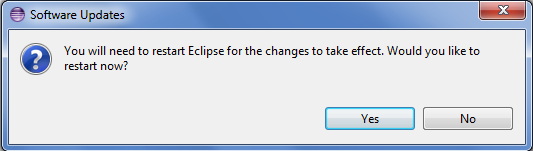 Software Updates
You will need to restart Eclipse for the changes to take effect. Would you like to
restart now?
Yes
No